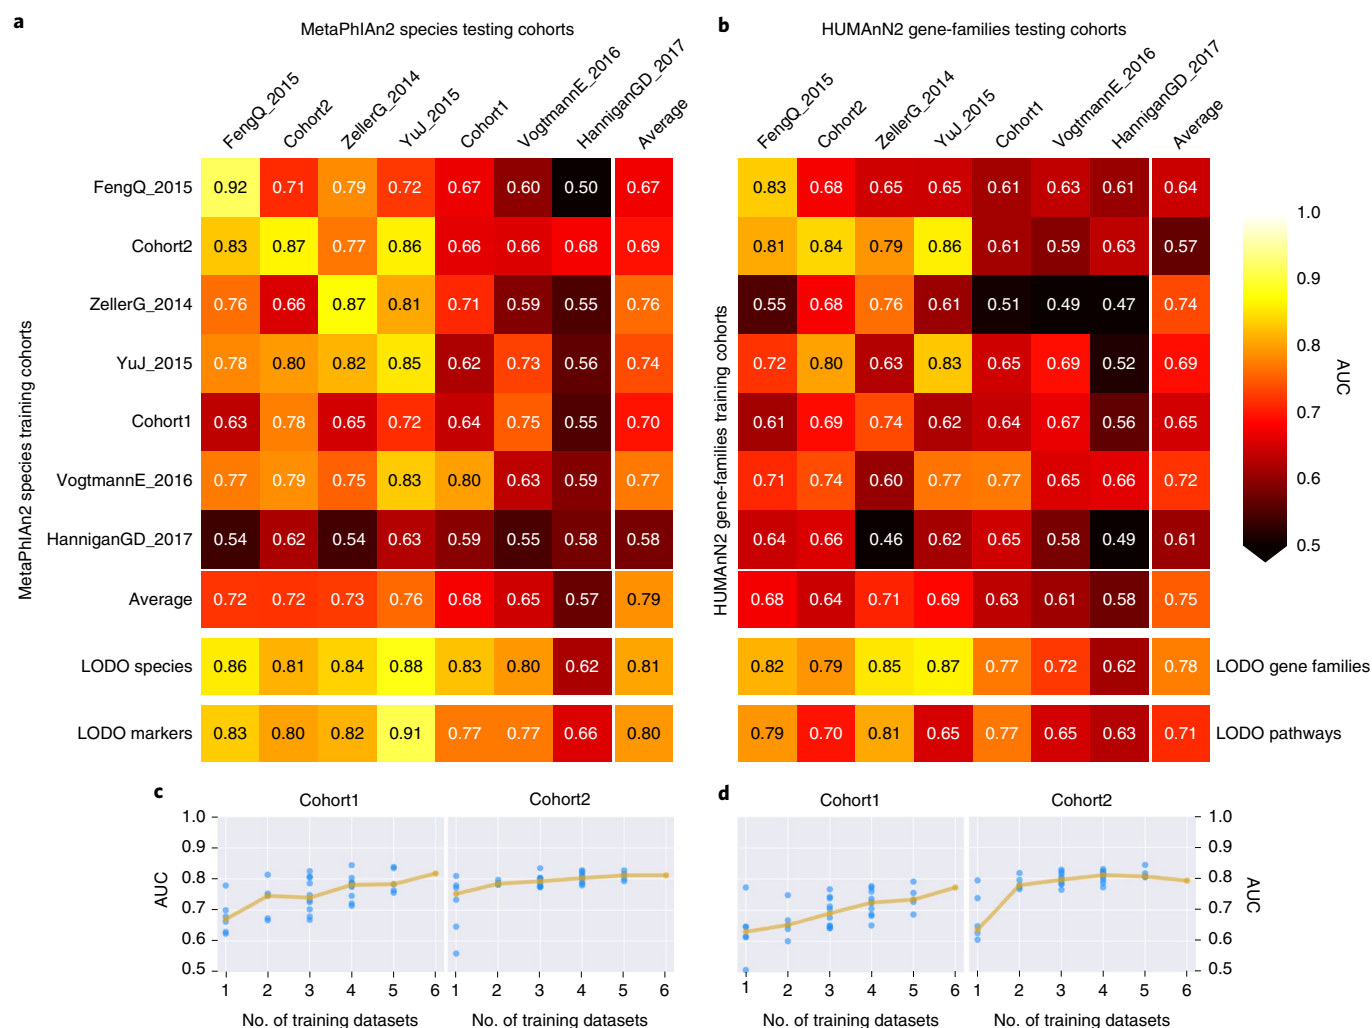 a
MetaPhlAn2 species testing cohorts
FengQ_2015 Cohort2 ZellerG_2014 YuJ_2015 Cohort1 VogtmannE_2016 HanniganGD_2017 Average
MetaPhlAn2 species training cohorts
FengQ_2015 0.92 0.71 0.79 0.72 0.67 0.60 0.50 0.67
Cohort2 0.83 0.87 0.77 0.86 0.66 0.66 0.68 0.69
ZellerG_2014 0.76 0.66 0.87 0.81 0.71 0.59 0.55 0.76
YuJ_2015 0.78 0.80 0.82 0.85 0.62 0.73 0.56 0.74
Cohort1 0.63 0.78 0.65 0.72 0.64 0.75 0.55 0.70
VogtmannE_2016 0.77 0.79 0.75 0.83 0.80 0.63 0.59 0.77
HanniganGD_2017 0.54 0.62 0.54 0.63 0.59 0.55 0.58 0.58
Average 0.72 0.72 0.73 0.76 0.68 0.65 0.57 0.79
LODO species 0.86 0.81 0.84 0.88 0.83 0.80 0.62 0.81
LODO markers 0.83 0.80 0.82 0.91 0.77 0.77 0.66 0.80
b
HUMAnN2 gene-families testing cohorts
FengQ_2015 Cohort2 ZellerG_2014 YuJ_2015 Cohort1 VogtmannE_2016 HanniganGD_2017 Average
HUMAnN2 gene-families training cohorts
0.83 0.68 0.65 0.65 0.61 0.63 0.61 0.64
0.81 0.84 0.79 0.86 0.61 0.59 0.63 0.57
0.55 0.68 0.76 0.61 0.51 0.49 0.47 0.74
0.72 0.80 0.63 0.83 0.65 0.69 0.52 0.69
0.61 0.69 0.74 0.62 0.64 0.67 0.56 0.65
0.71 0.74 0.60 0.77 0.77 0.65 0.66 0.72
0.64 0.66 0.46 0.62 0.65 0.58 0.49 0.61
0.68 0.64 0.71 0.69 0.63 0.61 0.58 0.75
0.82 0.79 0.85 0.87 0.77 0.72 0.62 0.78 LODO gene families
0.79 0.70 0.81 0.65 0.77 0.65 0.63 0.71 LODO pathways
1.0
0.9
0.8
0.7
0.6
0.5
AUC
c
Cohort1 Cohort2
AUC
1.0
0.9
0.8
0.7
0.6
0.5
1 2 3 4 5 6 1 2 3 4 5 6
No. of training datasets No. of training datasets
d
Cohort1 Cohort2
1.0
0.9
0.8
0.7
0.6
0.5
AUC
1 2 3 4 5 6 1 2 3 4 5 6
No. of training datasets No. of training datasets